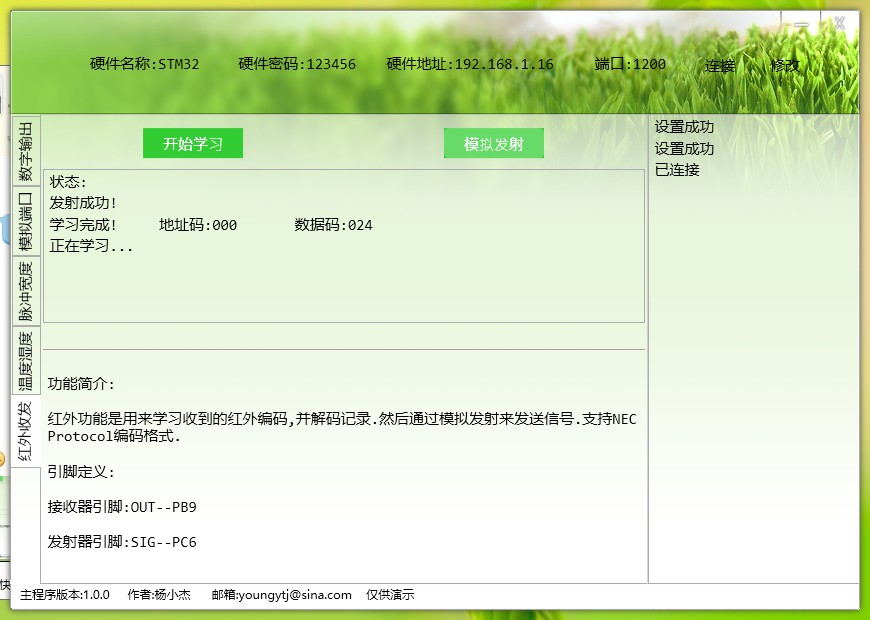 硬件名称:STM32 硬件密码:123456 硬件地址:192.168.1.16 端口:1200 连接 修改
数字输出
模拟端口
脉冲宽度
温度湿度
红外收发
开始学习 模拟发射
状态:
发射成功!
学习完成! 地址码:000 数据码:024
正在学习...
功能简介:
红外功能是用来学习收到的红外编码,并解码记录.然后通过模拟发射来发送信号.支持NEC
Protocol编码格式.
引脚定义:
接收器引脚:OUT--PB9
发射器引脚:SIG--PC6
设置成功
设置成功
已连接
主程序版本:1.0.0 作者:杨小杰 邮箱:youngytj@sina.com 仅供演示
快